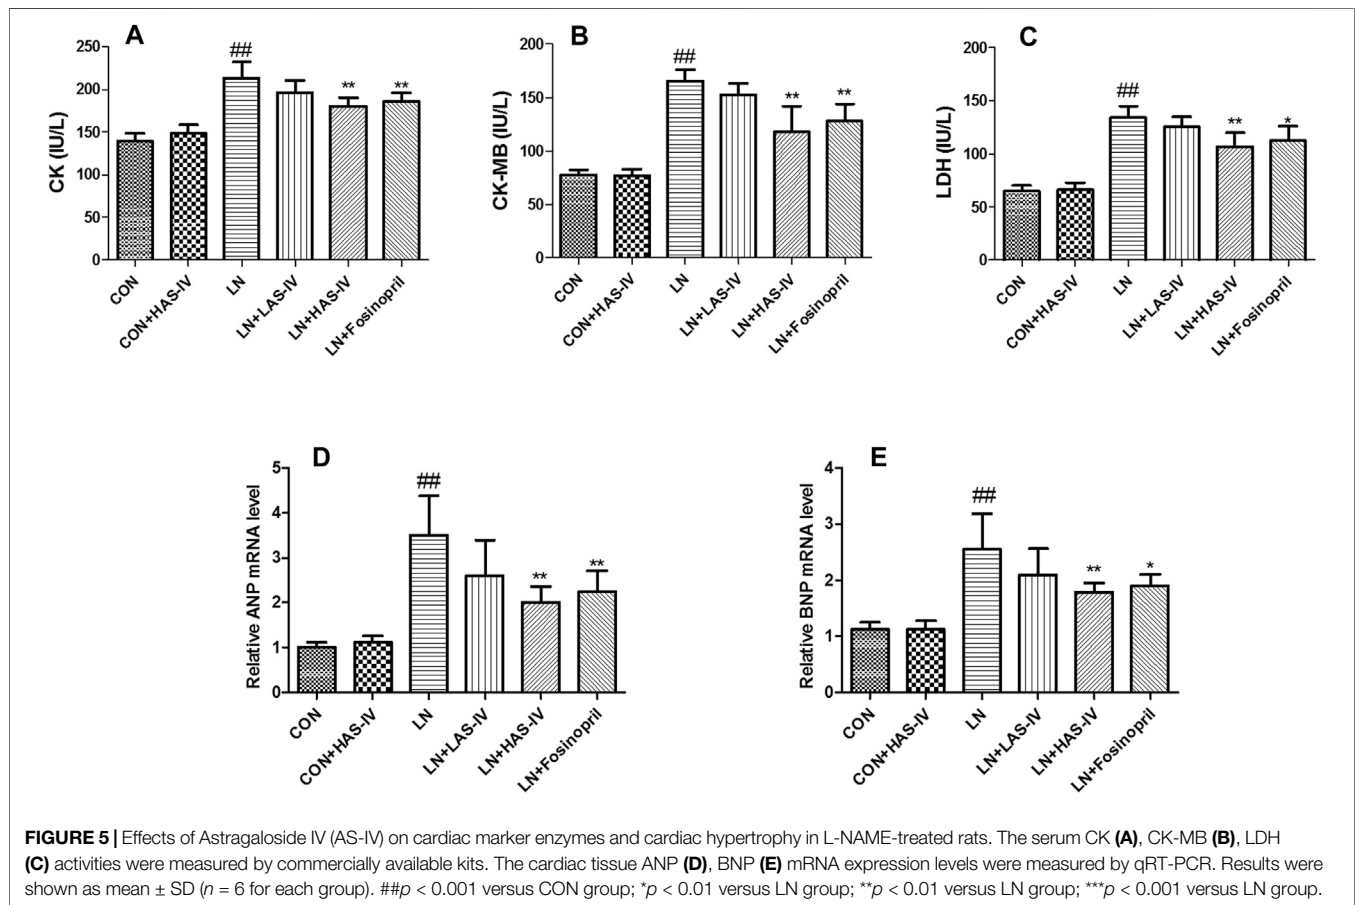 A
CK (IU/L)
250
200
150
100
50
0
##
**
**
CON
CON+HAS-IV
LN
LN+LAS-IV
LN+HAS-IV
LN+Fosinopril
B
CK-MB (IU/L)
200
150
100
50
0
##
**
**
CON
CON+HAS-IV
LN
LN+LAS-IV
LN+HAS-IV
LN+Fosinopril
C
LDH (IU/L)
200
150
100
50
0
##
**
*
CON
CON+HAS-IV
LN
LN+LAS-IV
LN+HAS-IV
LN+Fosinopril
D
Relative ANP mRNA level
5
4
3
2
1
0
##
**
**
CON
CON+HAS-IV
LN
LN+LAS-IV
LN+HAS-IV
LN+Fosinopril
E
Relative BNP mRNA level
4
3
2
1
0
##
**
*
CON
CON+HAS-IV
LN
LN+LAS-IV
LN+HAS-IV
LN+Fosinopril
FIGURE 5 | Effects of Astragaloside IV (AS-IV) on cardiac marker enzymes and cardiac hypertrophy in L-NAME-treated rats. The serum CK (A), CK-MB (B), LDH
(C) activities were measured by commercially available kits. The cardiac tissue ANP (D), BNP (E) mRNA expression levels were measured by qRT-PCR. Results were
shown as mean ± SD (n = 6 for each group). ##p < 0.001 versus CON group; *p < 0.01 versus LN group; **p < 0.01 versus LN group; ***p < 0.001 versus LN group.